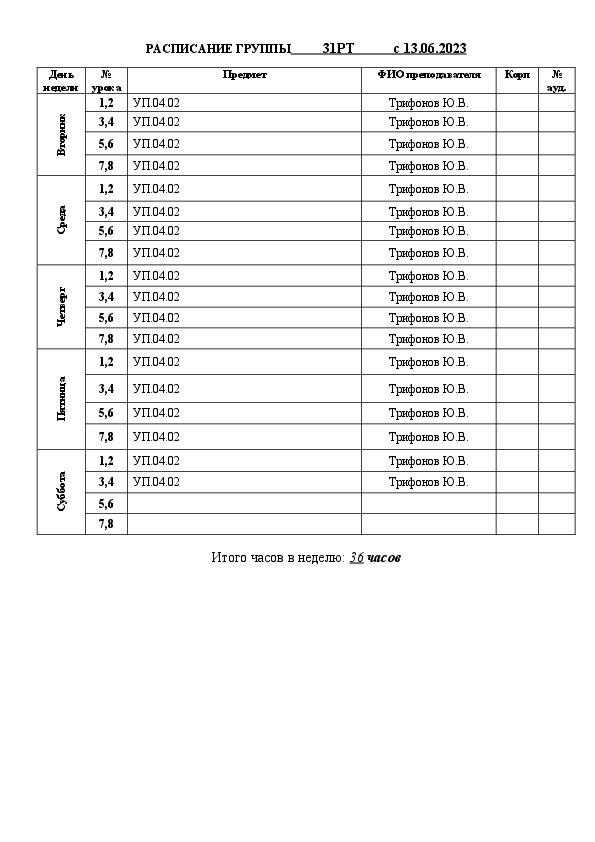 РАСПИСАНИЕ ГРУППЫ 31РТ с 13.06.2023
День недели № урока Предмет ФИО преподавателя Корп № ауд.
Вторник
1,2 УП.04.02 Трифонов Ю.В.
3,4 УП.04.02 Трифонов Ю.В.
5,6 УП.04.02 Трифонов Ю.В.
7,8 УП.04.02 Трифонов Ю.В.
Среда
1,2 УП.04.02 Трифонов Ю.В.
3,4 УП.04.02 Трифонов Ю.В.
5,6 УП.04.02 Трифонов Ю.В.
7,8 УП.04.02 Трифонов Ю.В.
Четверг
1,2 УП.04.02 Трифонов Ю.В.
3,4 УП.04.02 Трифонов Ю.В.
5,6 УП.04.02 Трифонов Ю.В.
7,8 УП.04.02 Трифонов Ю.В.
Пятница
1,2 УП.04.02 Трифонов Ю.В.
3,4 УП.04.02 Трифонов Ю.В.
5,6 УП.04.02 Трифонов Ю.В.
7,8 УП.04.02 Трифонов Ю.В.
Суббота
1,2 УП.04.02 Трифонов Ю.В.
3,4 УП.04.02 Трифонов Ю.В.
5,6
7,8
Итого часов в неделю: 36 часов